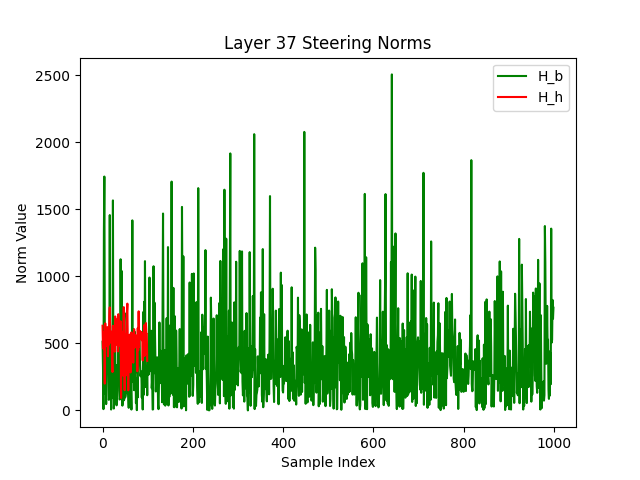 Layer 37 Steering Norms
H_b
H_h
2500
2000
1500
1000
500
0
Norm Value
0 200 400 600 800 1000
Sample Index